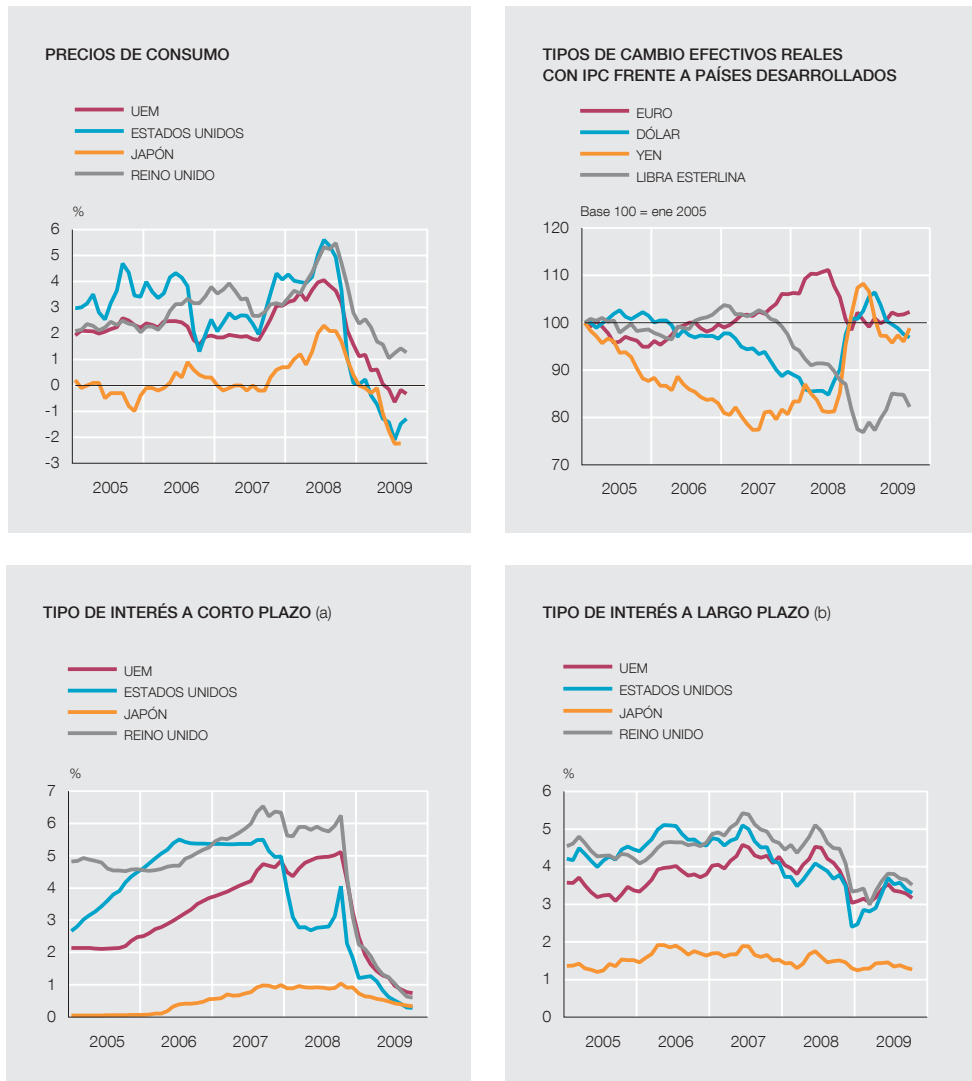 PRECIOS DE CONSUMO
UEM
ESTADOS UNIDOS
JAPÓN
REINO UNIDO
%
6
5
4
3
2
1
0
-1
-2
-3
2005 2006 2007 2008 2009
TIPOS DE CAMBIO EFECTIVOS REALES
CON IPC FRENTE A PAÍSES DESARROLLADOS
EURO
DÓLAR
YEN
LIBRA ESTERLINA
Base 100 = ene 2005
120
110
100
90
80
70
2005 2006 2007 2008 2009
TIPO DE INTERÉS A CORTO PLAZO (a)
UEM
ESTADOS UNIDOS
JAPÓN
REINO UNIDO
%
7
6
5
4
3
2
1
0
2005 2006 2007 2008 2009
TIPO DE INTERÉS A LARGO PLAZO (b)
UEM
ESTADOS UNIDOS
JAPÓN
REINO UNIDO
%
6
5
4
3
2
1
0
2005 2006 2007 2008 2009